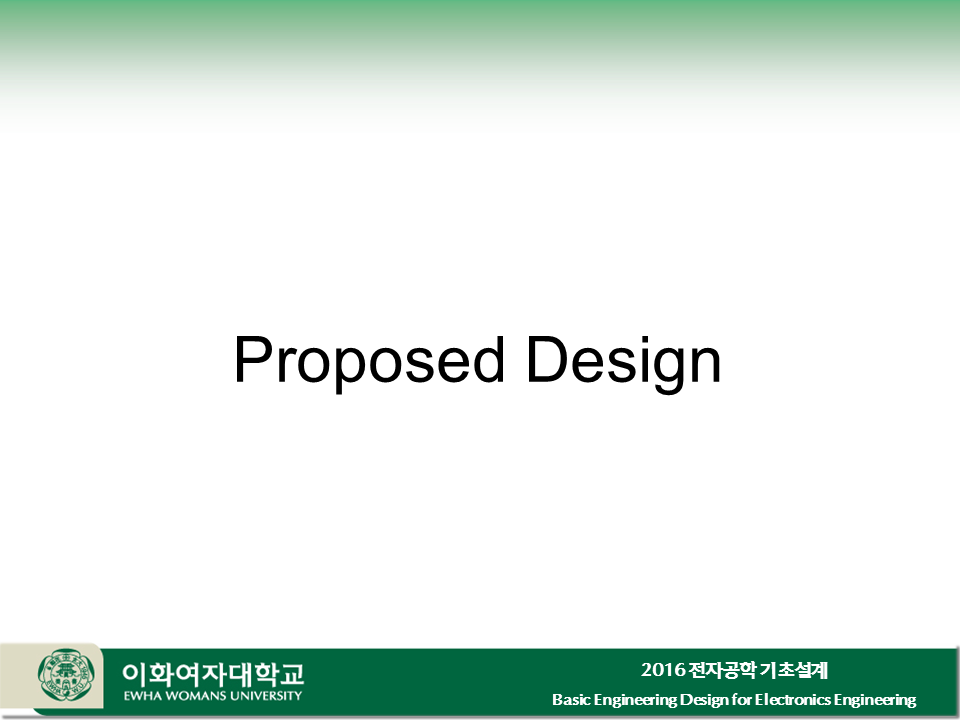 Proposed Design
이화여자대학교
EWHA WOMANS UNIVERSITY
2016 전자공학 기초설계
Basic Engineering Design for Electronics Engineering